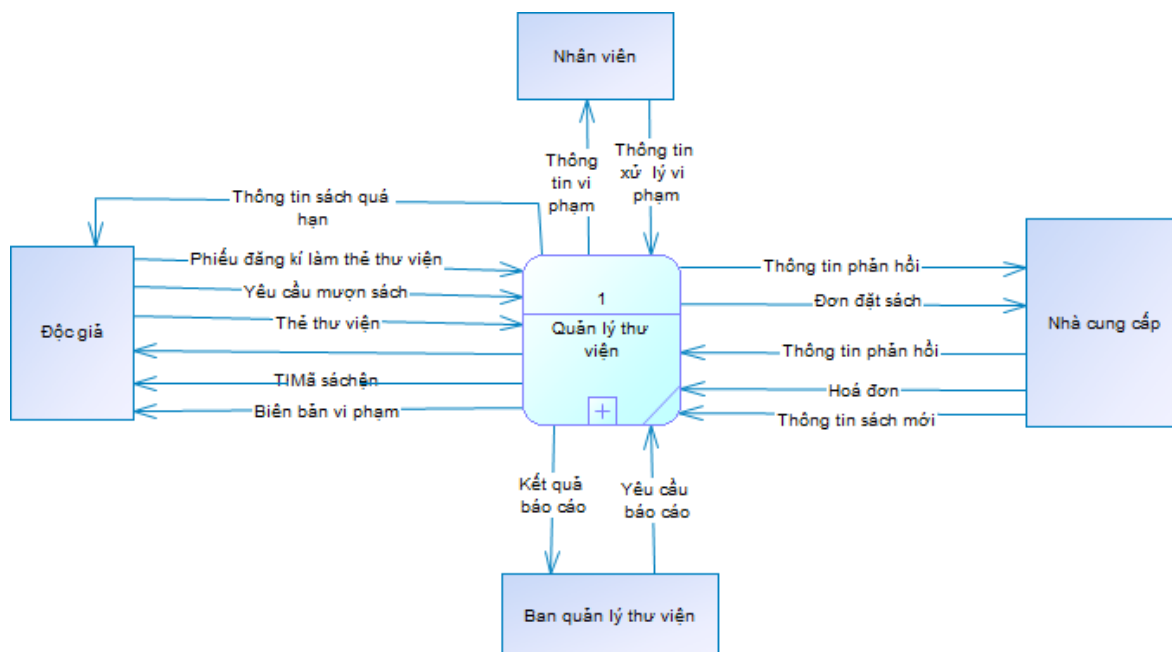 Nhân viên
Thông
tin vi
phạm
Thông tin
xử lý vi
phạm
Thông tin sách quá
hạn
Phiếu đăng kí làm thẻ thư viện
Yêu cầu mượn sách
Thẻ thư viện
Độc giả
TIMã sáchện
Biên bản vi phạm
1
Quản lý thư
viện
Thông tin phản hồi
Đơn đặt sách
Thông tin phản hồi
Hoá đơn
Thông tin sách mới
Nhà cung cấp
Kết quả
báo cáo
Yêu cầu
báo cáo
Ban quản lý thư viện